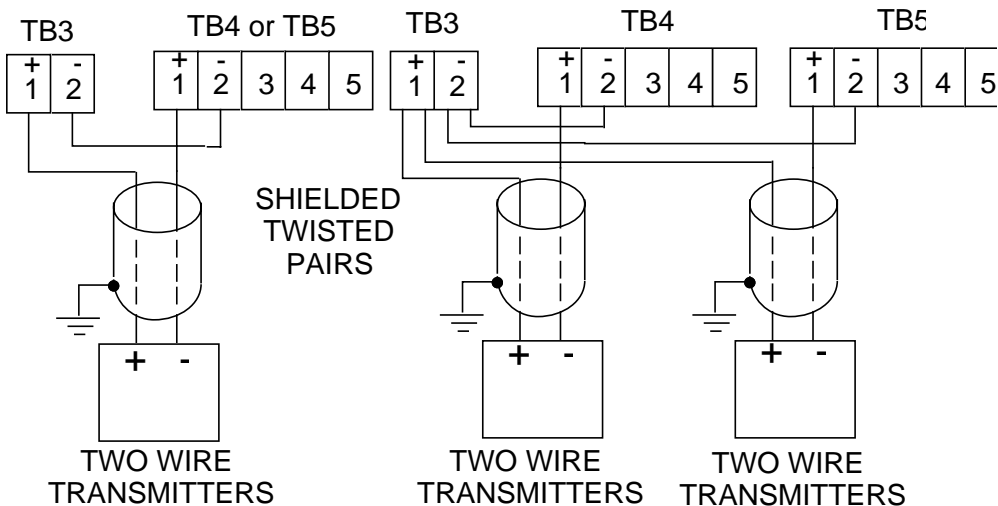 TB3 TB4 or TB5 TB3 TB4 TB5
+ - + - + - + - + -
1 2 1 2 3 4 5 1 2 1 2 3 4 5 1 2 3 4 5
SHIELDED
TWISTED
PAIRS
+ - + - + -
TWO WIRE
TRANSMITTERS
TWO WIRE
TRANSMITTERS
TWO WIRE
TRANSMITTERS